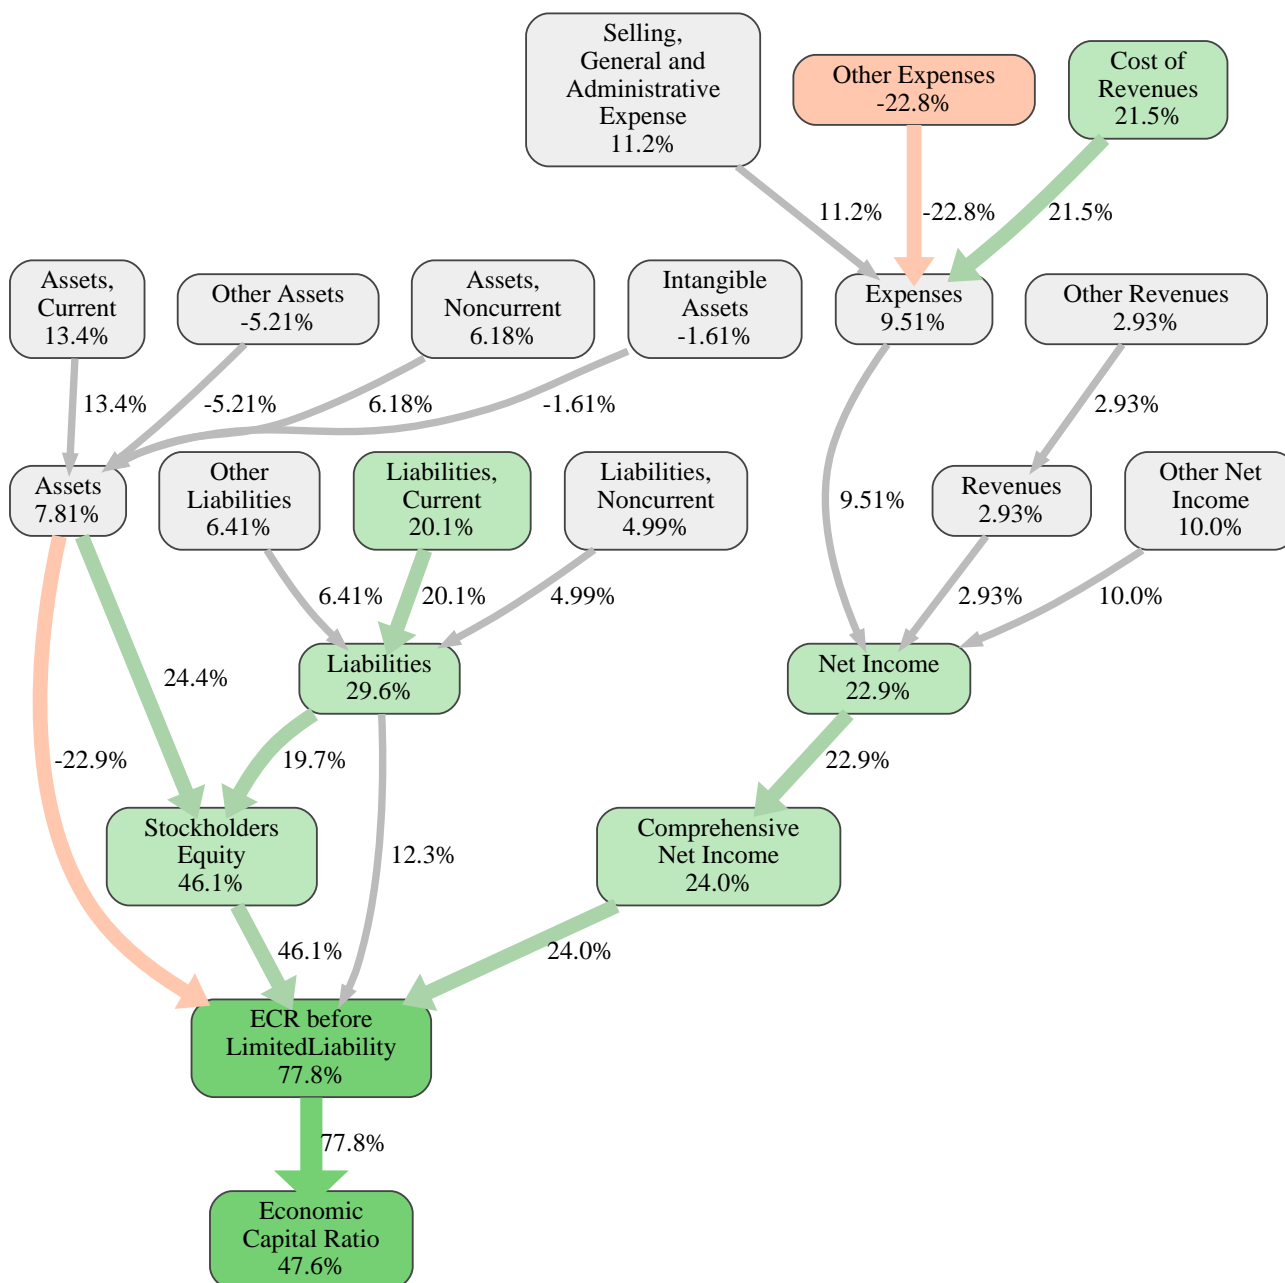 Selling,
General and
Administrative
Expense
11.2%
Other Expenses
-22.8%
Cost of
Revenues
21.5%
11.2%
-22.8%
21.5%
Assets,
Current
13.4%
Other Assets
-5.21%
Assets,
Noncurrent
6.18%
Intangible
Assets
-1.61%
Expenses
9.51%
Other Revenues
2.93%
13.4%
-5.21%
6.18%
-1.61%
2.93%
Assets
7.81%
Other
Liabilities
6.41%
Liabilities,
Current
20.1%
Liabilities,
Noncurrent
4.99%
9.51%
Revenues
2.93%
Other Net
Income
10.0%
6.41%
20.1%
4.99%
2.93%
10.0%
24.4%
Liabilities
29.6%
Net Income
22.9%
-22.9%
19.7%
22.9%
Stockholders
Equity
46.1%
12.3%
Comprehensive
Net Income
24.0%
46.1%
24.0%
ECR before
LimitedLiability
77.8%
77.8%
Economic
Capital Ratio
47.6%